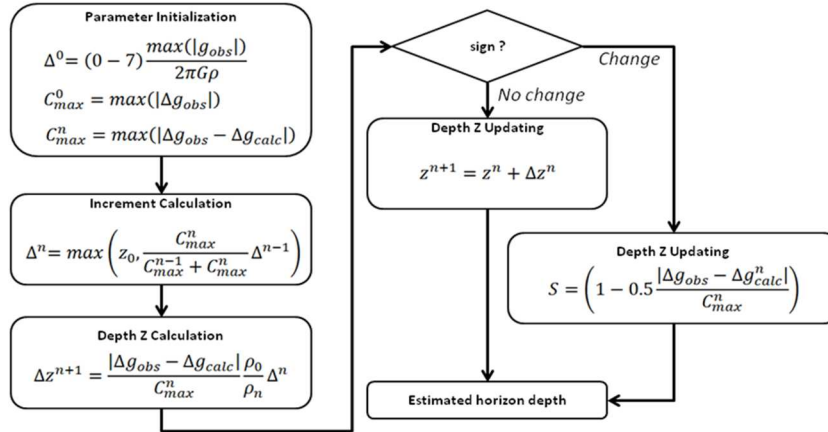 Parameter Initialization
Δ⁰= (0 − 7) max(|g_obs|) / 2πGρ
C⁰_max = max(|Δg_obs|)
Cⁿ_max = max(|Δg_obs − Δg_calc|)
Increment Calculation
Δⁿ= max(z₀, Cⁿ_max / (Cⁿ⁻¹_max + Cⁿ_max) Δⁿ⁻¹)
Depth Z Calculation
Δzⁿ⁺¹ = |Δg_obs − Δg_calc| / Cⁿ_max ρ₀ / ρₙ Δⁿ
sign ?
Change
No change
Depth Z Updating
zⁿ⁺¹ = zⁿ + Δzⁿ
Depth Z Updating
S = (1 − 0.5 |Δg_obs − Δgⁿ_calc| / Cⁿ_max)
Estimated horizon depth